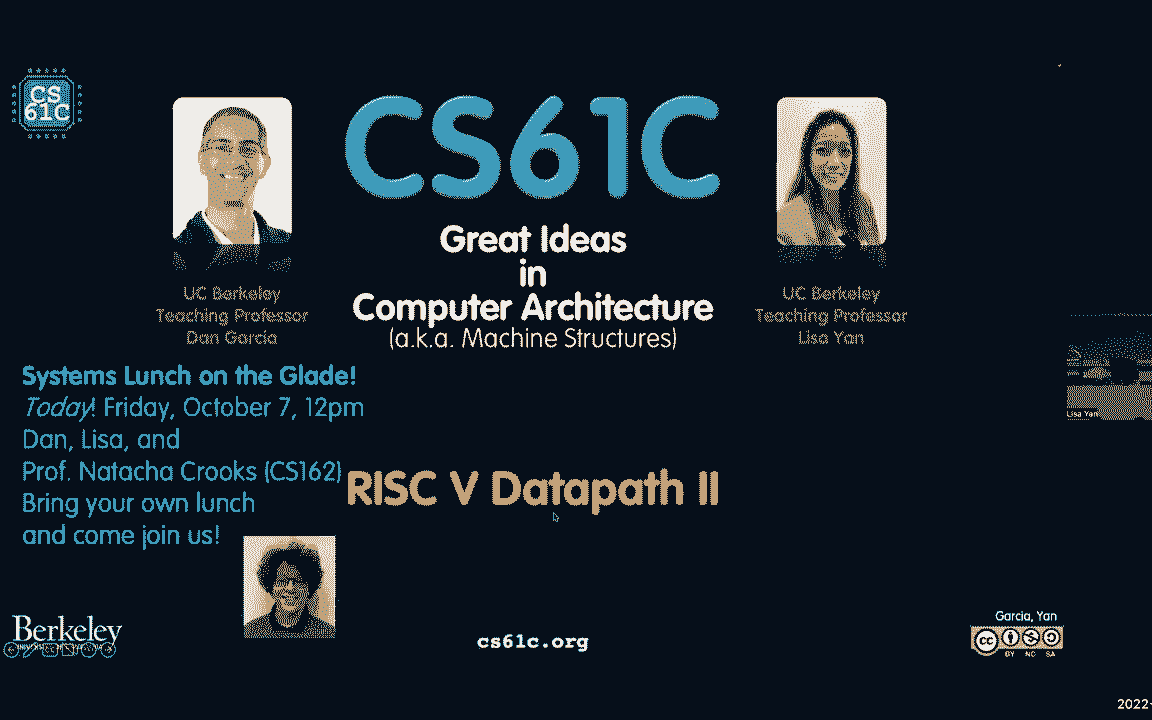 CS
61C
CS61C
Great Ideas
in
Computer Architecture
(a.k.a. Machine Structures)
UC Berkeley
Teaching Professor
Dan Garcia
UC Berkeley
Teaching Professor
Lisa Yan
Systems Lunch on the Glade!
Today! Friday, October 7, 12pm
Dan, Lisa, and
Prof. Natacha Crooks (CS162)
Bring your own lunch
and come join us!
RISC V Datapath II
Lisa Yan
Berkeley
cs61c.org
Garcia, Yan
cc
BY NC SA
2022-